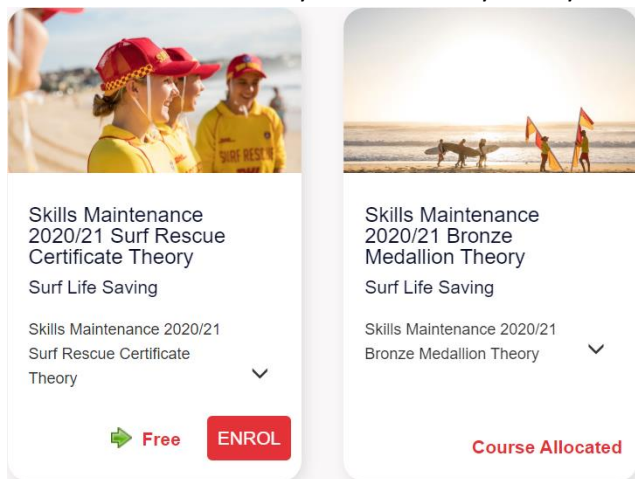 Skills Maintenance
2020/21 Surf Rescue
Certificate Theory
Surf Life Saving
Skills Maintenance 2020/21
Surf Rescue Certificate
Theory
Free
ENROL
Skills Maintenance
2020/21 Bronze
Medallion Theory
Surf Life Saving
Skills Maintenance 2020/21
Bronze Medallion Theory
Course Allocated